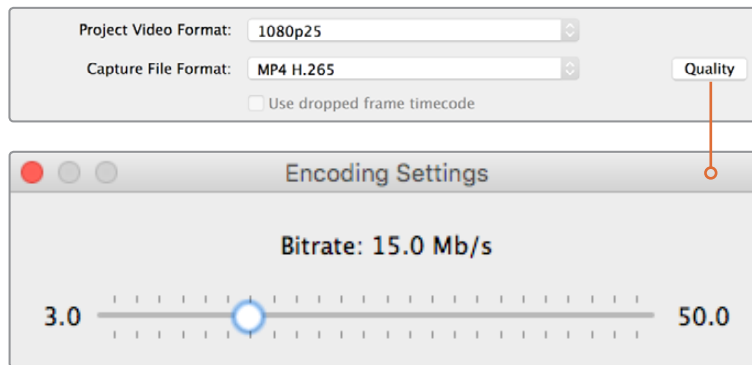 Project Video Format: 1080p25
Capture File Format: MP4 H.265 Quality
Use dropped frame timecode
Encoding Settings
Bitrate: 15.0 Mb/s
3.0 50.0